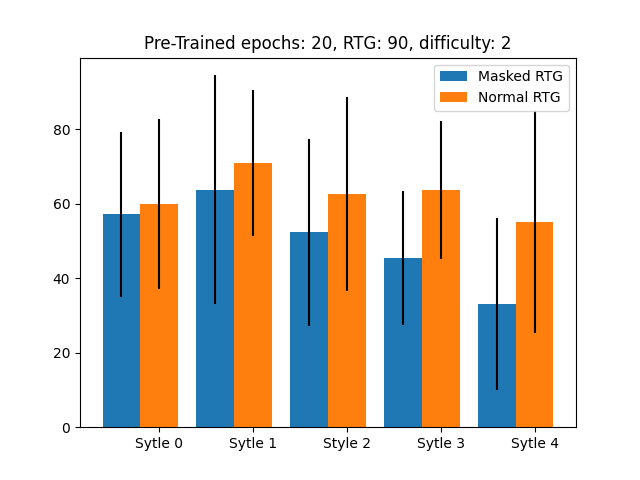 Pre-Trained epochs: 20, RTG: 90, difficulty: 2
Masked RTG
Normal RTG
80
60
40
20
0
Sytle 0 Sytle 1 Style 2 Sytle 3 Sytle 4